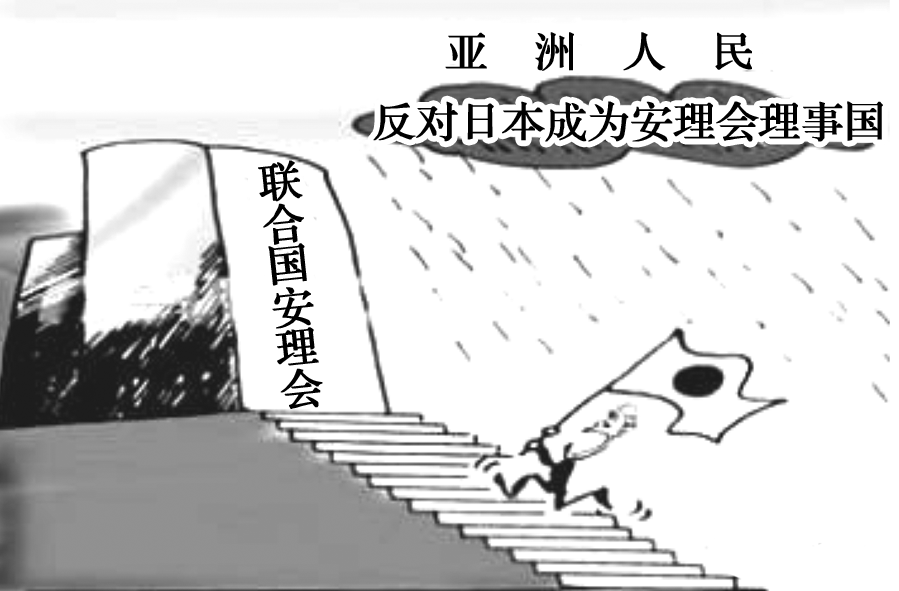 亚洲人民
反对日本成为安理会理事国
联合国安理会